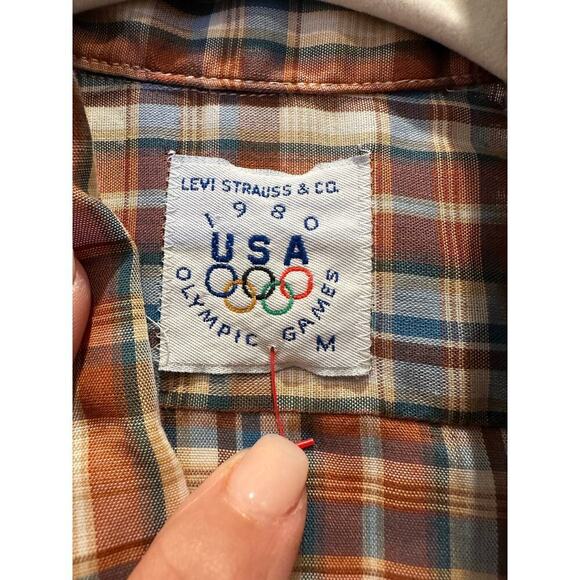 LEVI STRAUSS & CO.
1980
USA
OLYMPIC GAMES
M